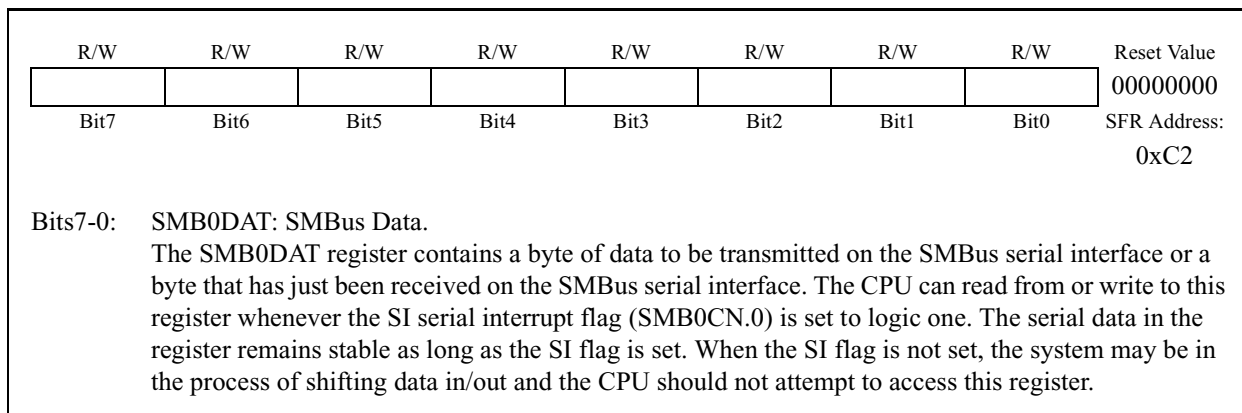 R/W R/W R/W R/W R/W R/W R/W R/W Reset Value
00000000
Bit7 Bit6 Bit5 Bit4 Bit3 Bit2 Bit1 Bit0 SFR Address:
0xC2
Bits7-0: SMB0DAT: SMBus Data.
The SMB0DAT register contains a byte of data to be transmitted on the SMBus serial interface or a
byte that has just been received on the SMBus serial interface. The CPU can read from or write to this
register whenever the SI serial interrupt flag (SMB0CN.0) is set to logic one. The serial data in the
register remains stable as long as the SI flag is set. When the SI flag is not set, the system may be in
the process of shifting data in/out and the CPU should not attempt to access this register.